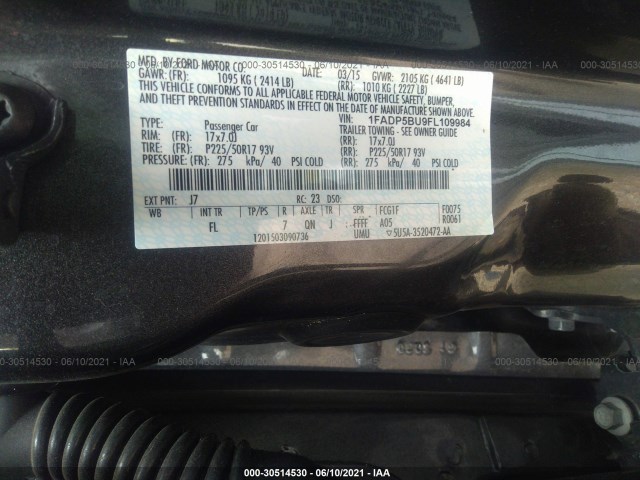 MFD. BY FORD MOTOR CO.
DATE: 03/15 GVWR: 2105 KG ( 4641 LB)
GAWR: (FR): 1095 KG ( 2414 LB) (RR): 1010 KG ( 2227 LB)
THIS VEHICLE CONFORMS TO ALL APPLICABLE FEDERAL MOTOR VEHICLE SAFETY, BUMPER,
AND THEFT PREVENTION STANDARDS IN EFFECT ON THE DATE OF MANUFACTURE SHOWN ABOVE.
VIN: 1FADP5BU9FL109984
TYPE: Passenger Car TRAILER TOWING - SEE OWNER GUIDE
RIM: (FR): 17x7.0J (RR): 17x7.0J
TIRE: (FR): P225/50R17 93V (RR): P225/50R17 93V
PRESSURE: (FR): 275 kPa/ 40 PSI COLD (RR): 275 kPa/ 40 PSI COLD
EXT PNT: J7 RC: 23 DSO:
WB INT TR TP/PS R AXLE TR SPR FCG1F F0075
FL 7 QN J FFFF A05 R0061
1201503090736 UMU 5U5A-3520472-AA
000-30514530 - 06/10/2021 - IAA
000-30514530 - 06/10/2021 - IAA
000-30514530 - 06/10/2021 - IAA
000-30514530 - 06/10/2021 - IAA
000-30514530 - 06/10/2021 - IAA
000-30514530 - 06/10/2021 - IAA